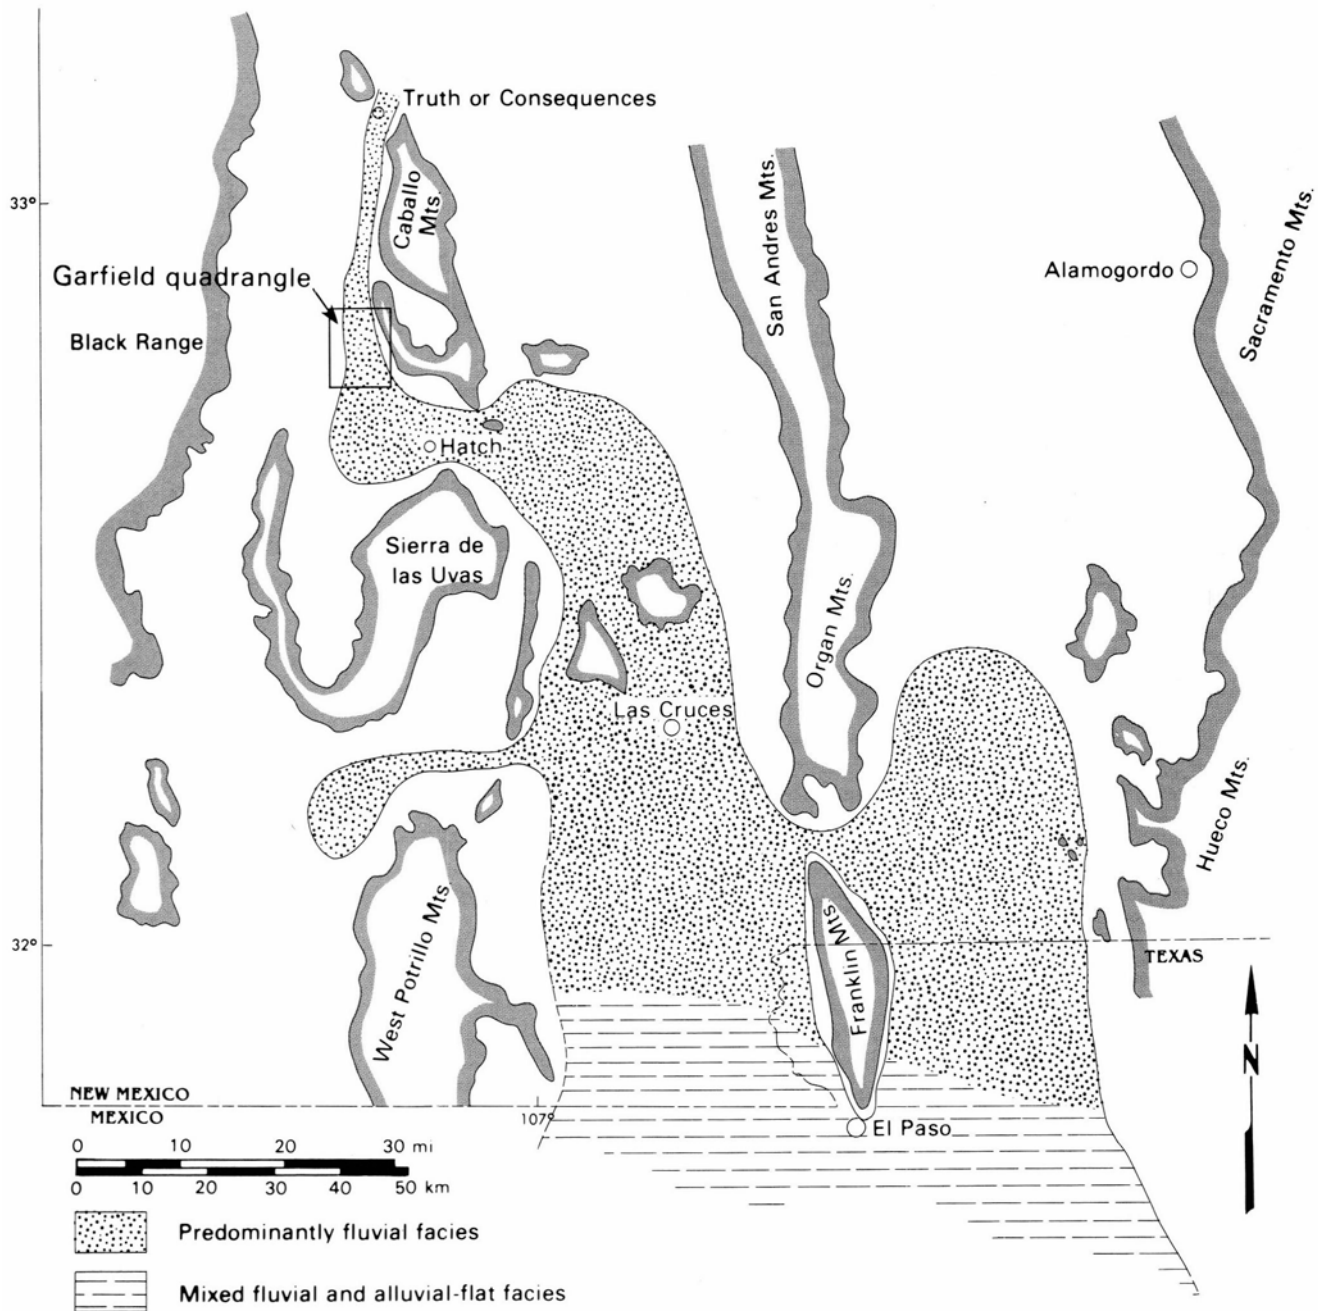 Truth or Consequences
33°
Caballo
Mts.
San Andres Mts.
Sacramento Mts.
Alamogordo
Garfield quadrangle
Black Range
Hatch
Sierra de
las Uvas
Organ Mts.
Las Cruces
Hueco Mts.
West Potrillo Mts.
Franklin Mts
32°
TEXAS
NEW MEXICO
MEXICO
107°
El Paso
N
0 10 20 30 mi
0 10 20 30 40 50 km
Predominantly fluvial facies
Mixed fluvial and alluvial-flat facies